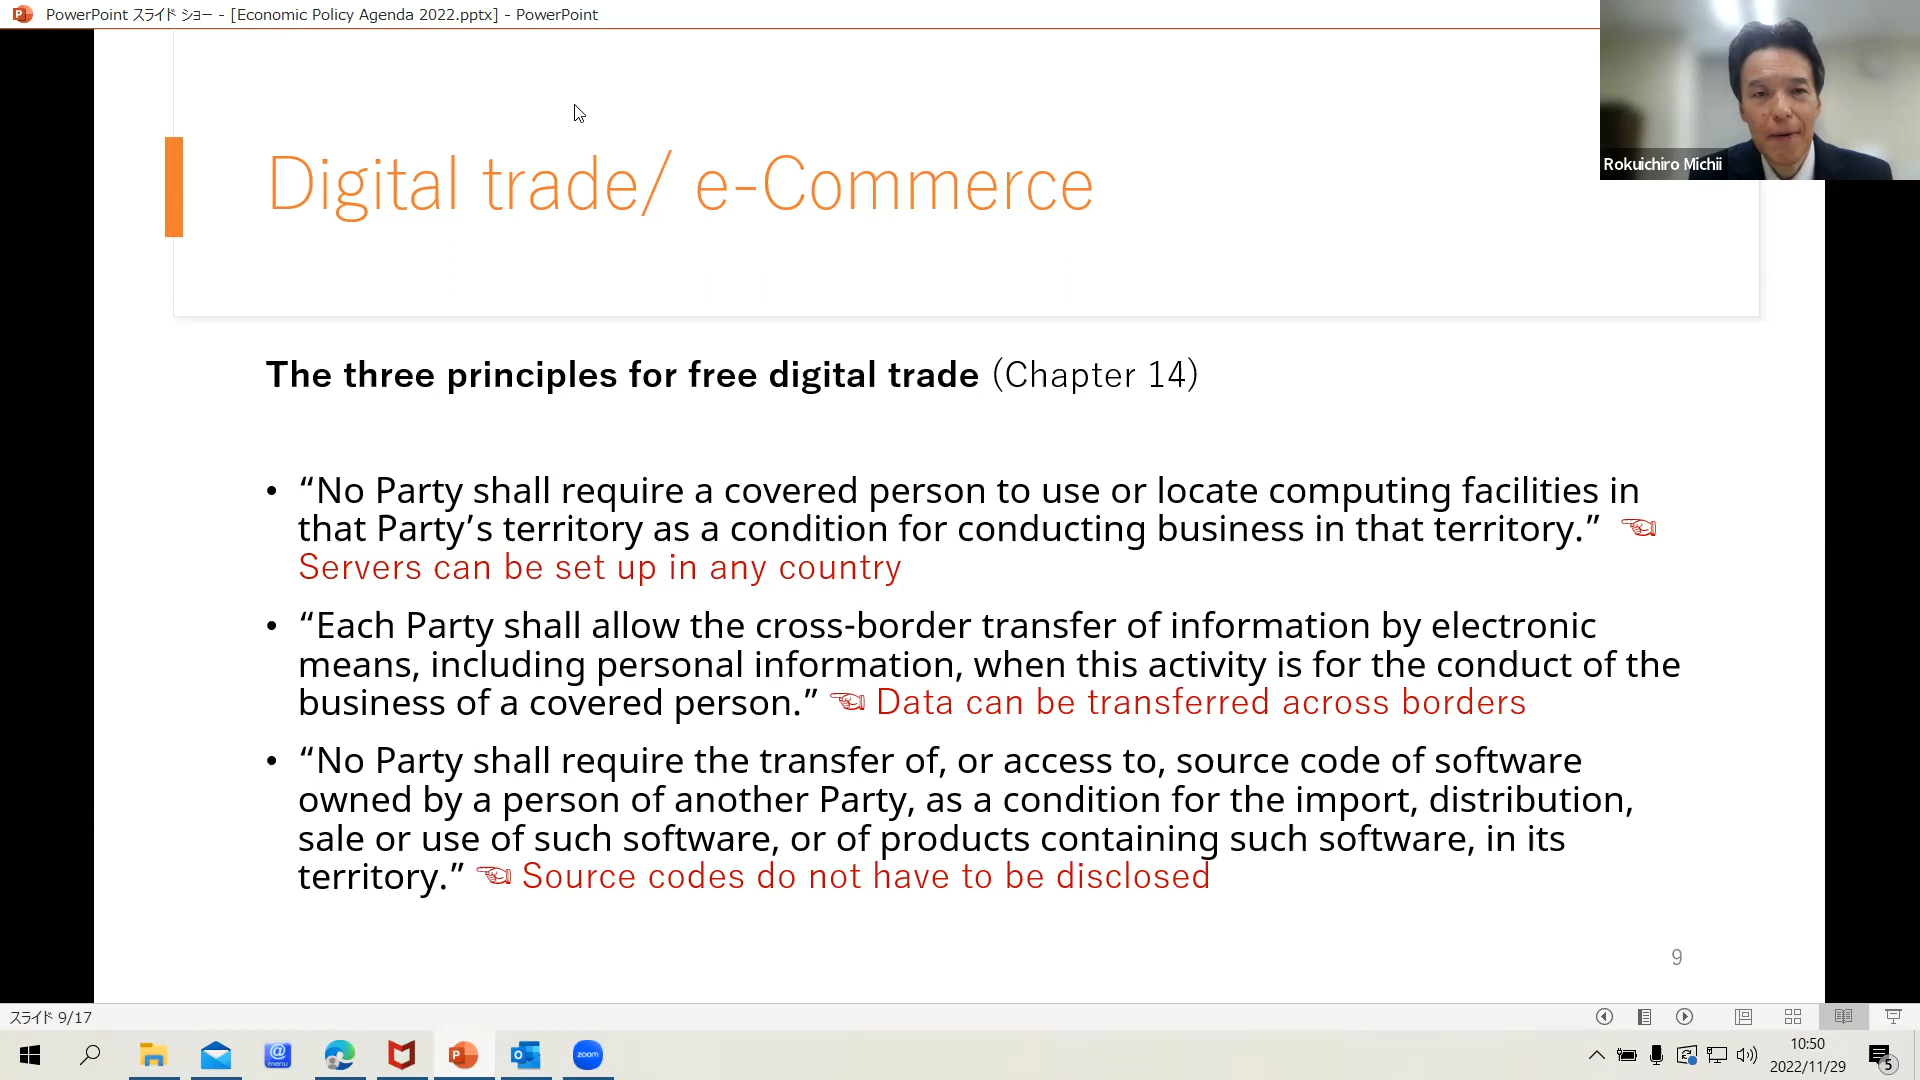 PowerPoint スライド ショー - [Economic Policy Agenda 2022.pptx] - PowerPoint
Rokuichiro Michii
Digital trade/ e-Commerce
The three principles for free digital trade (Chapter 14)
• “No Party shall require a covered person to use or locate computing facilities in
that Party’s territory as a condition for conducting business in that territory.” ☜
Servers can be set up in any country
• “Each Party shall allow the cross-border transfer of information by electronic
means, including personal information, when this activity is for the conduct of the
business of a covered person.” ☜ Data can be transferred across borders
• “No Party shall require the transfer of, or access to, source code of software
owned by a person of another Party, as a condition for the import, distribution,
sale or use of such software, or of products containing such software, in its
territory.” ☜ Source codes do not have to be disclosed
9
スライド 9/17
@
menu
zoom
10:50
2022/11/29
5